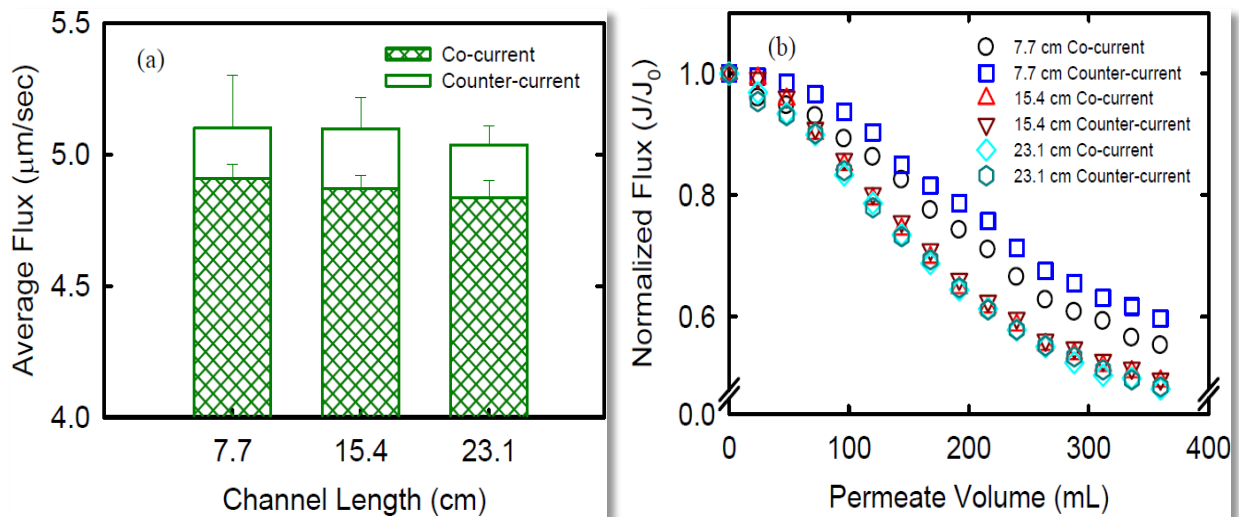 (a)
Co-current
Counter-current
Average Flux (μm/sec)
5.5
5.0
4.5
4.0
7.7
15.4
23.1
Channel Length (cm)
(b)
7.7 cm Co-current
7.7 cm Counter-current
15.4 cm Co-current
15.4 cm Counter-current
23.1 cm Co-current
23.1 cm Counter-current
Normalized Flux (J/J₀)
1.0
0.8
0.6
0.0
0
100
200
300
400
Permeate Volume (mL)